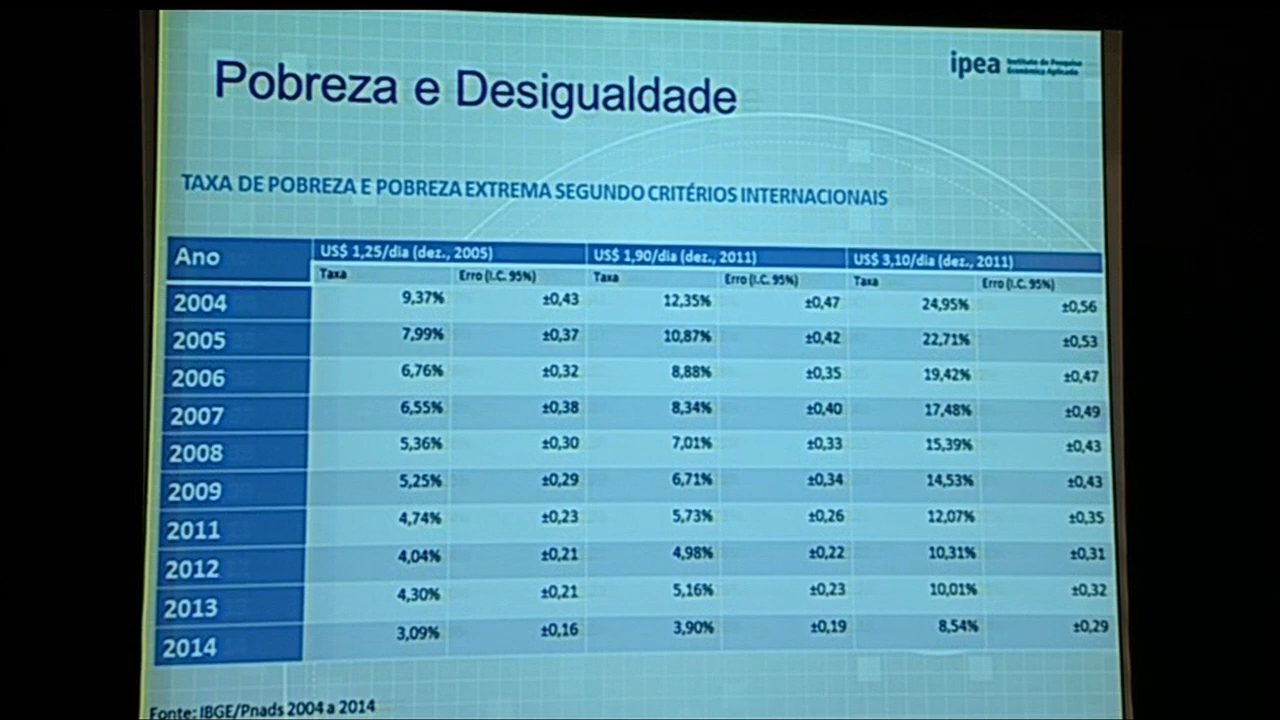 ipea Instituto de Pesquisa
Econômica Aplicada
Pobreza e Desigualdade
TAXA DE POBREZA E POBREZA EXTREMA SEGUNDO CRITÉRIOS INTERNACIONAIS
Ano US$ 1,25/dia (dez., 2005) US$ 1,90/dia (dez., 2011) US$ 3,10/dia (dez., 2011)
Taxa Erro (I.C. 95%) Taxa Erro (I.C. 95%) Taxa Erro (I.C. 95%)
2004 9,37% ±0,43 12,35% ±0,47 24,95% ±0,56
2005 7,99% ±0,37 10,87% ±0,42 22,71% ±0,53
2006 6,76% ±0,32 8,88% ±0,35 19,42% ±0,47
2007 6,55% ±0,38 8,34% ±0,40 17,48% ±0,49
2008 5,36% ±0,30 7,01% ±0,33 15,39% ±0,43
2009 5,25% ±0,29 6,71% ±0,34 14,53% ±0,43
2011 4,74% ±0,23 5,73% ±0,26 12,07% ±0,35
2012 4,04% ±0,21 4,98% ±0,22 10,31% ±0,31
2013 4,30% ±0,21 5,16% ±0,23 10,01% ±0,32
2014 3,09% ±0,16 3,90% ±0,19 8,54% ±0,29
Fonte: IBGE/Pnads 2004 a 2014